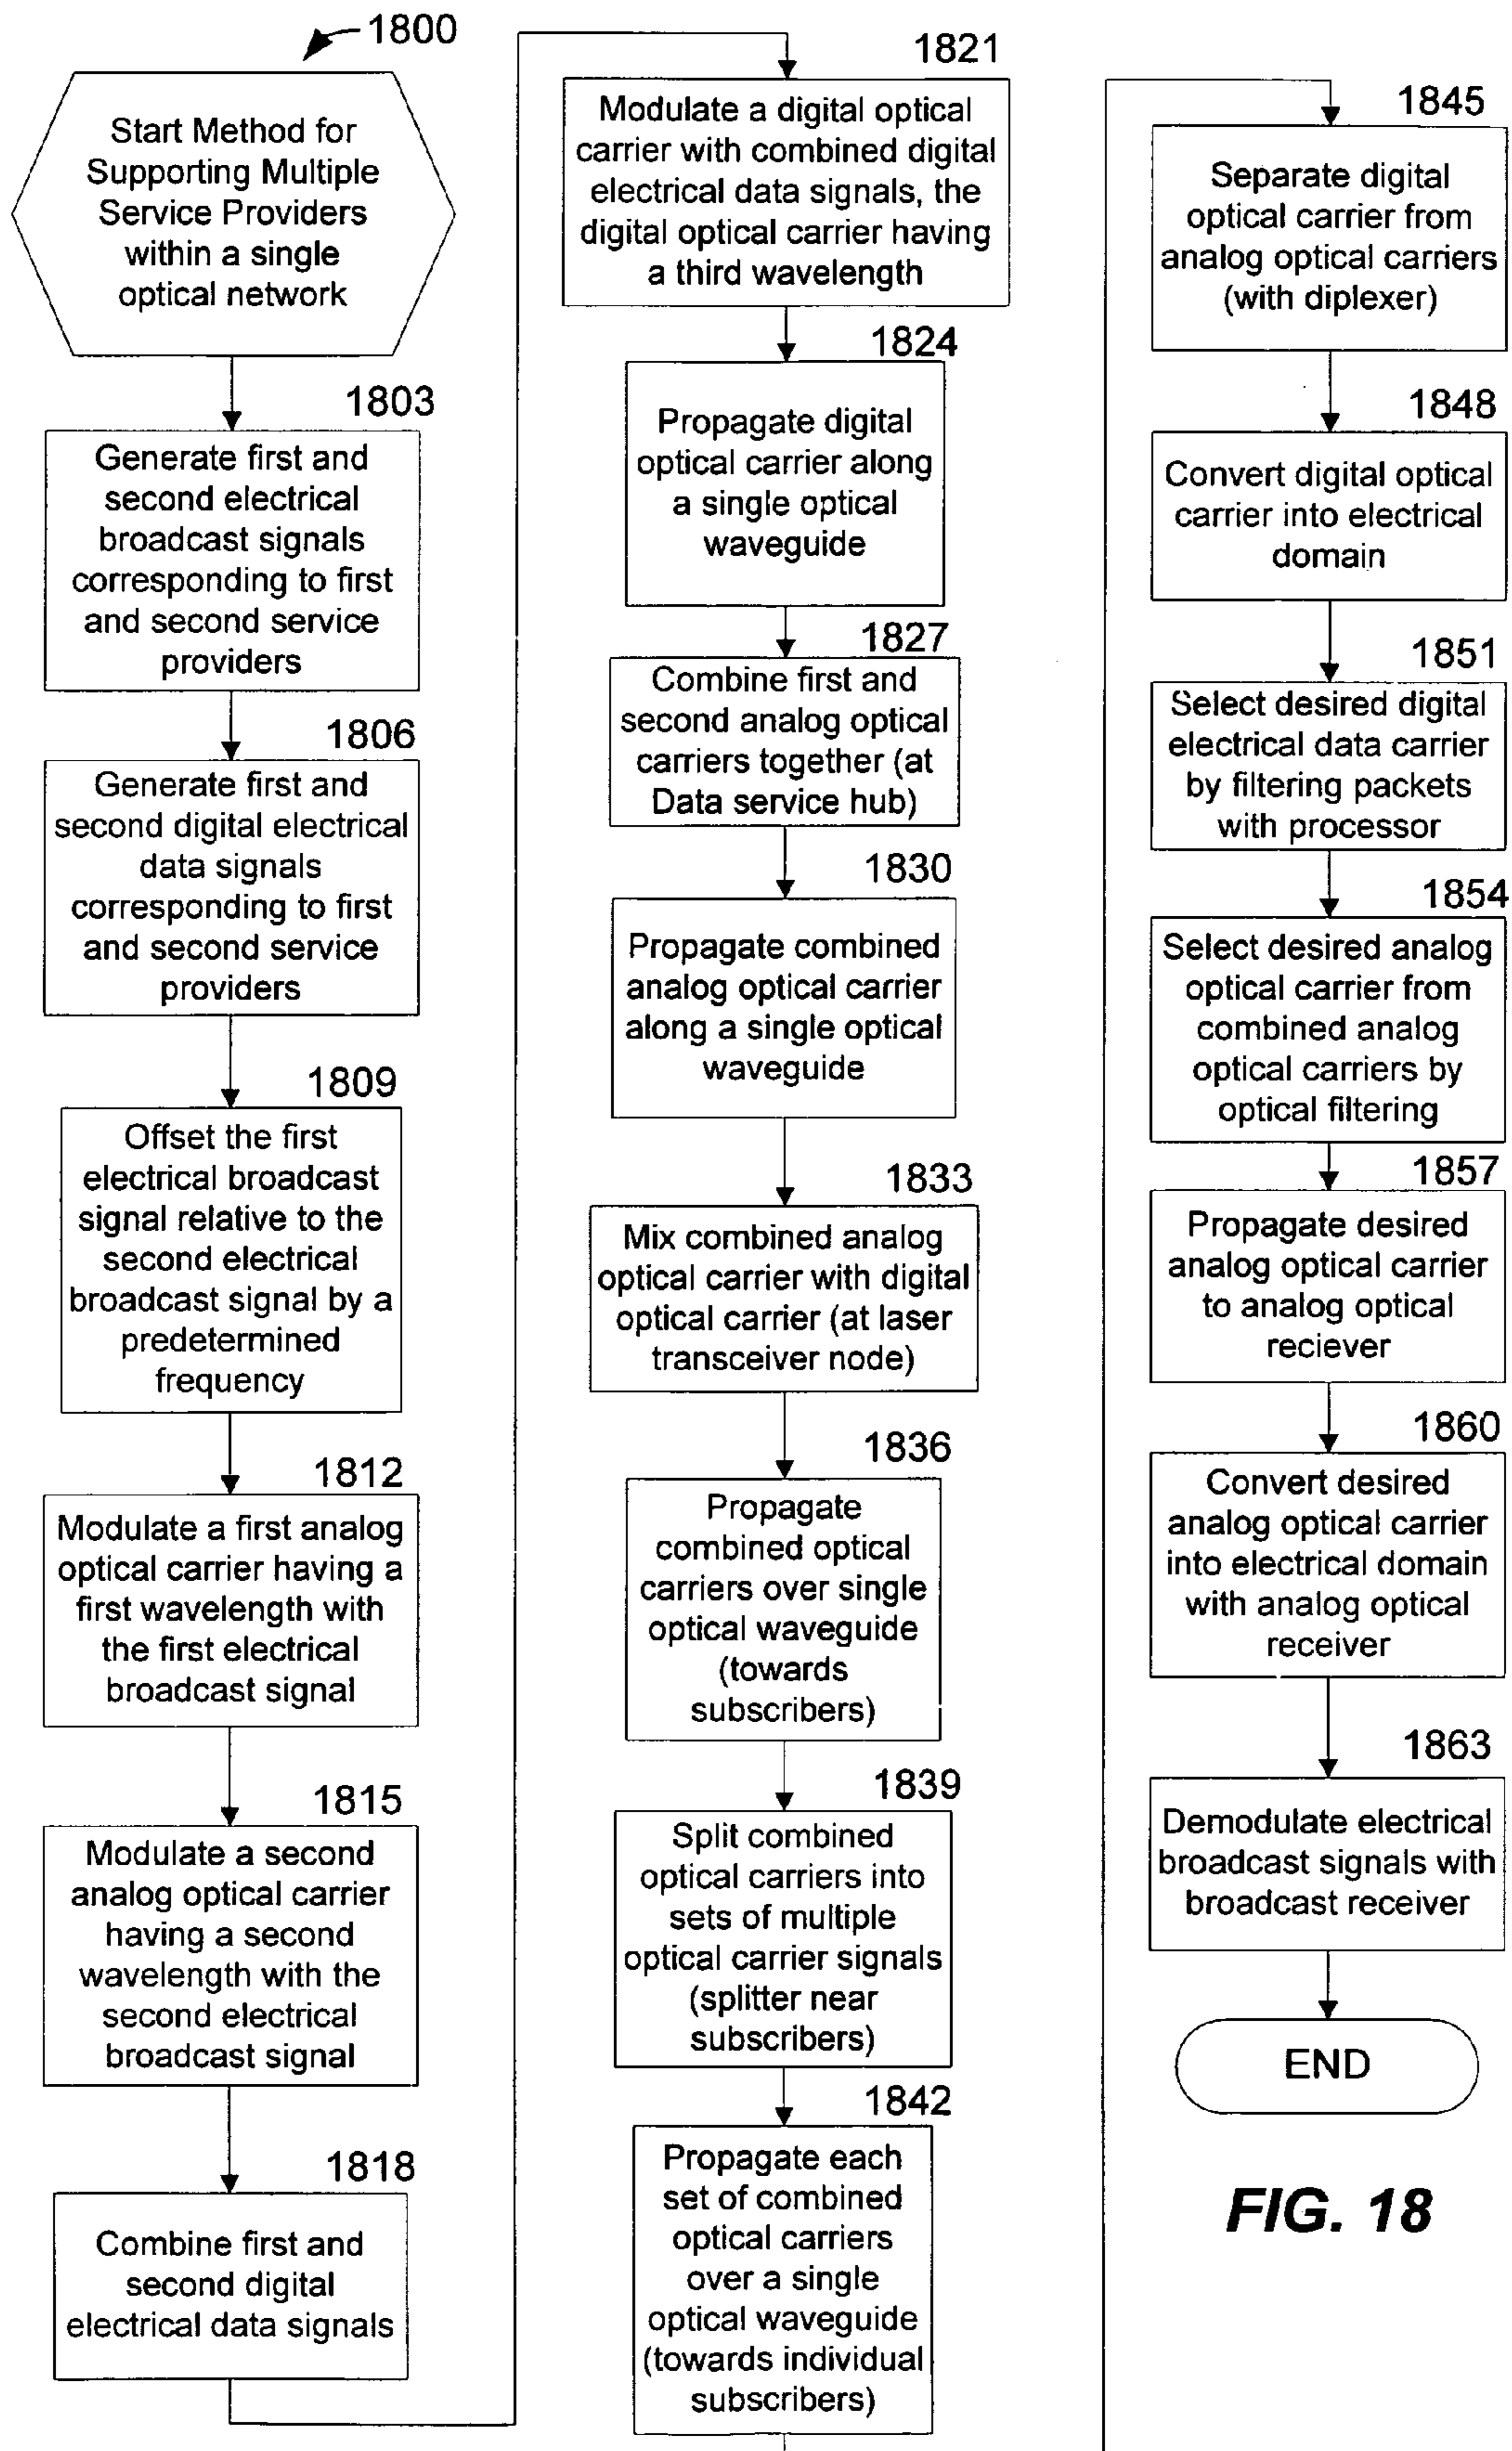 1800
Start Method for
Supporting Multiple
Service Providers
within a single
optical network
1803
Generate first and
second electrical
broadcast signals
corresponding to first
and second service
providers
1806
Generate first and
second digital electrical
data signals
corresponding to first
and second service
providers
1809
Offset the first
electrical broadcast
signal relative to the
second electrical
broadcast signal by a
predetermined
frequency
1812
Modulate a first analog
optical carrier having a
first wavelength with
the first electrical
broadcast signal
1815
Modulate a second
analog optical carrier
having a second
wavelength with the
second electrical
broadcast signal
1818
Combine first and
second digital
electrical data signals
1821
Modulate a digital optical
carrier with combined digital
electrical data signals, the
digital optical carrier having
a third wavelength
1824
Propagate digital
optical carrier along
a single optical
waveguide
1827
Combine first and
second analog optical
carriers together (at
Data service hub)
1830
Propagate combined
analog optical carrier
along a single optical
waveguide
1833
Mix combined analog
optical carrier with digital
optical carrier (at laser
transceiver node)
1836
Propagate
combined optical
carriers over single
optical waveguide
(towards
subscribers)
1839
Split combined
optical carriers into
sets of multiple
optical carrier signals
(splitter near
subscribers)
1842
Propagate each
set of combined
optical carriers
over a single
optical waveguide
(towards individual
subscribers)
1845
Separate digital
optical carrier from
analog optical carriers
(with diplexer)
1848
Convert digital optical
carrier into electrical
domain
1851
Select desired digital
electrical data carrier
by filtering packets
with processor
1854
Select desired analog
optical carrier from
combined analog
optical carriers by
optical filtering
1857
Propagate desired
analog optical carrier
to analog optical
reciever
1860
Convert desired
analog optical carrier
into electrical domain
with analog optical
receiver
1863
Demodulate electrical
broadcast signals with
broadcast receiver
END
FIG. 18